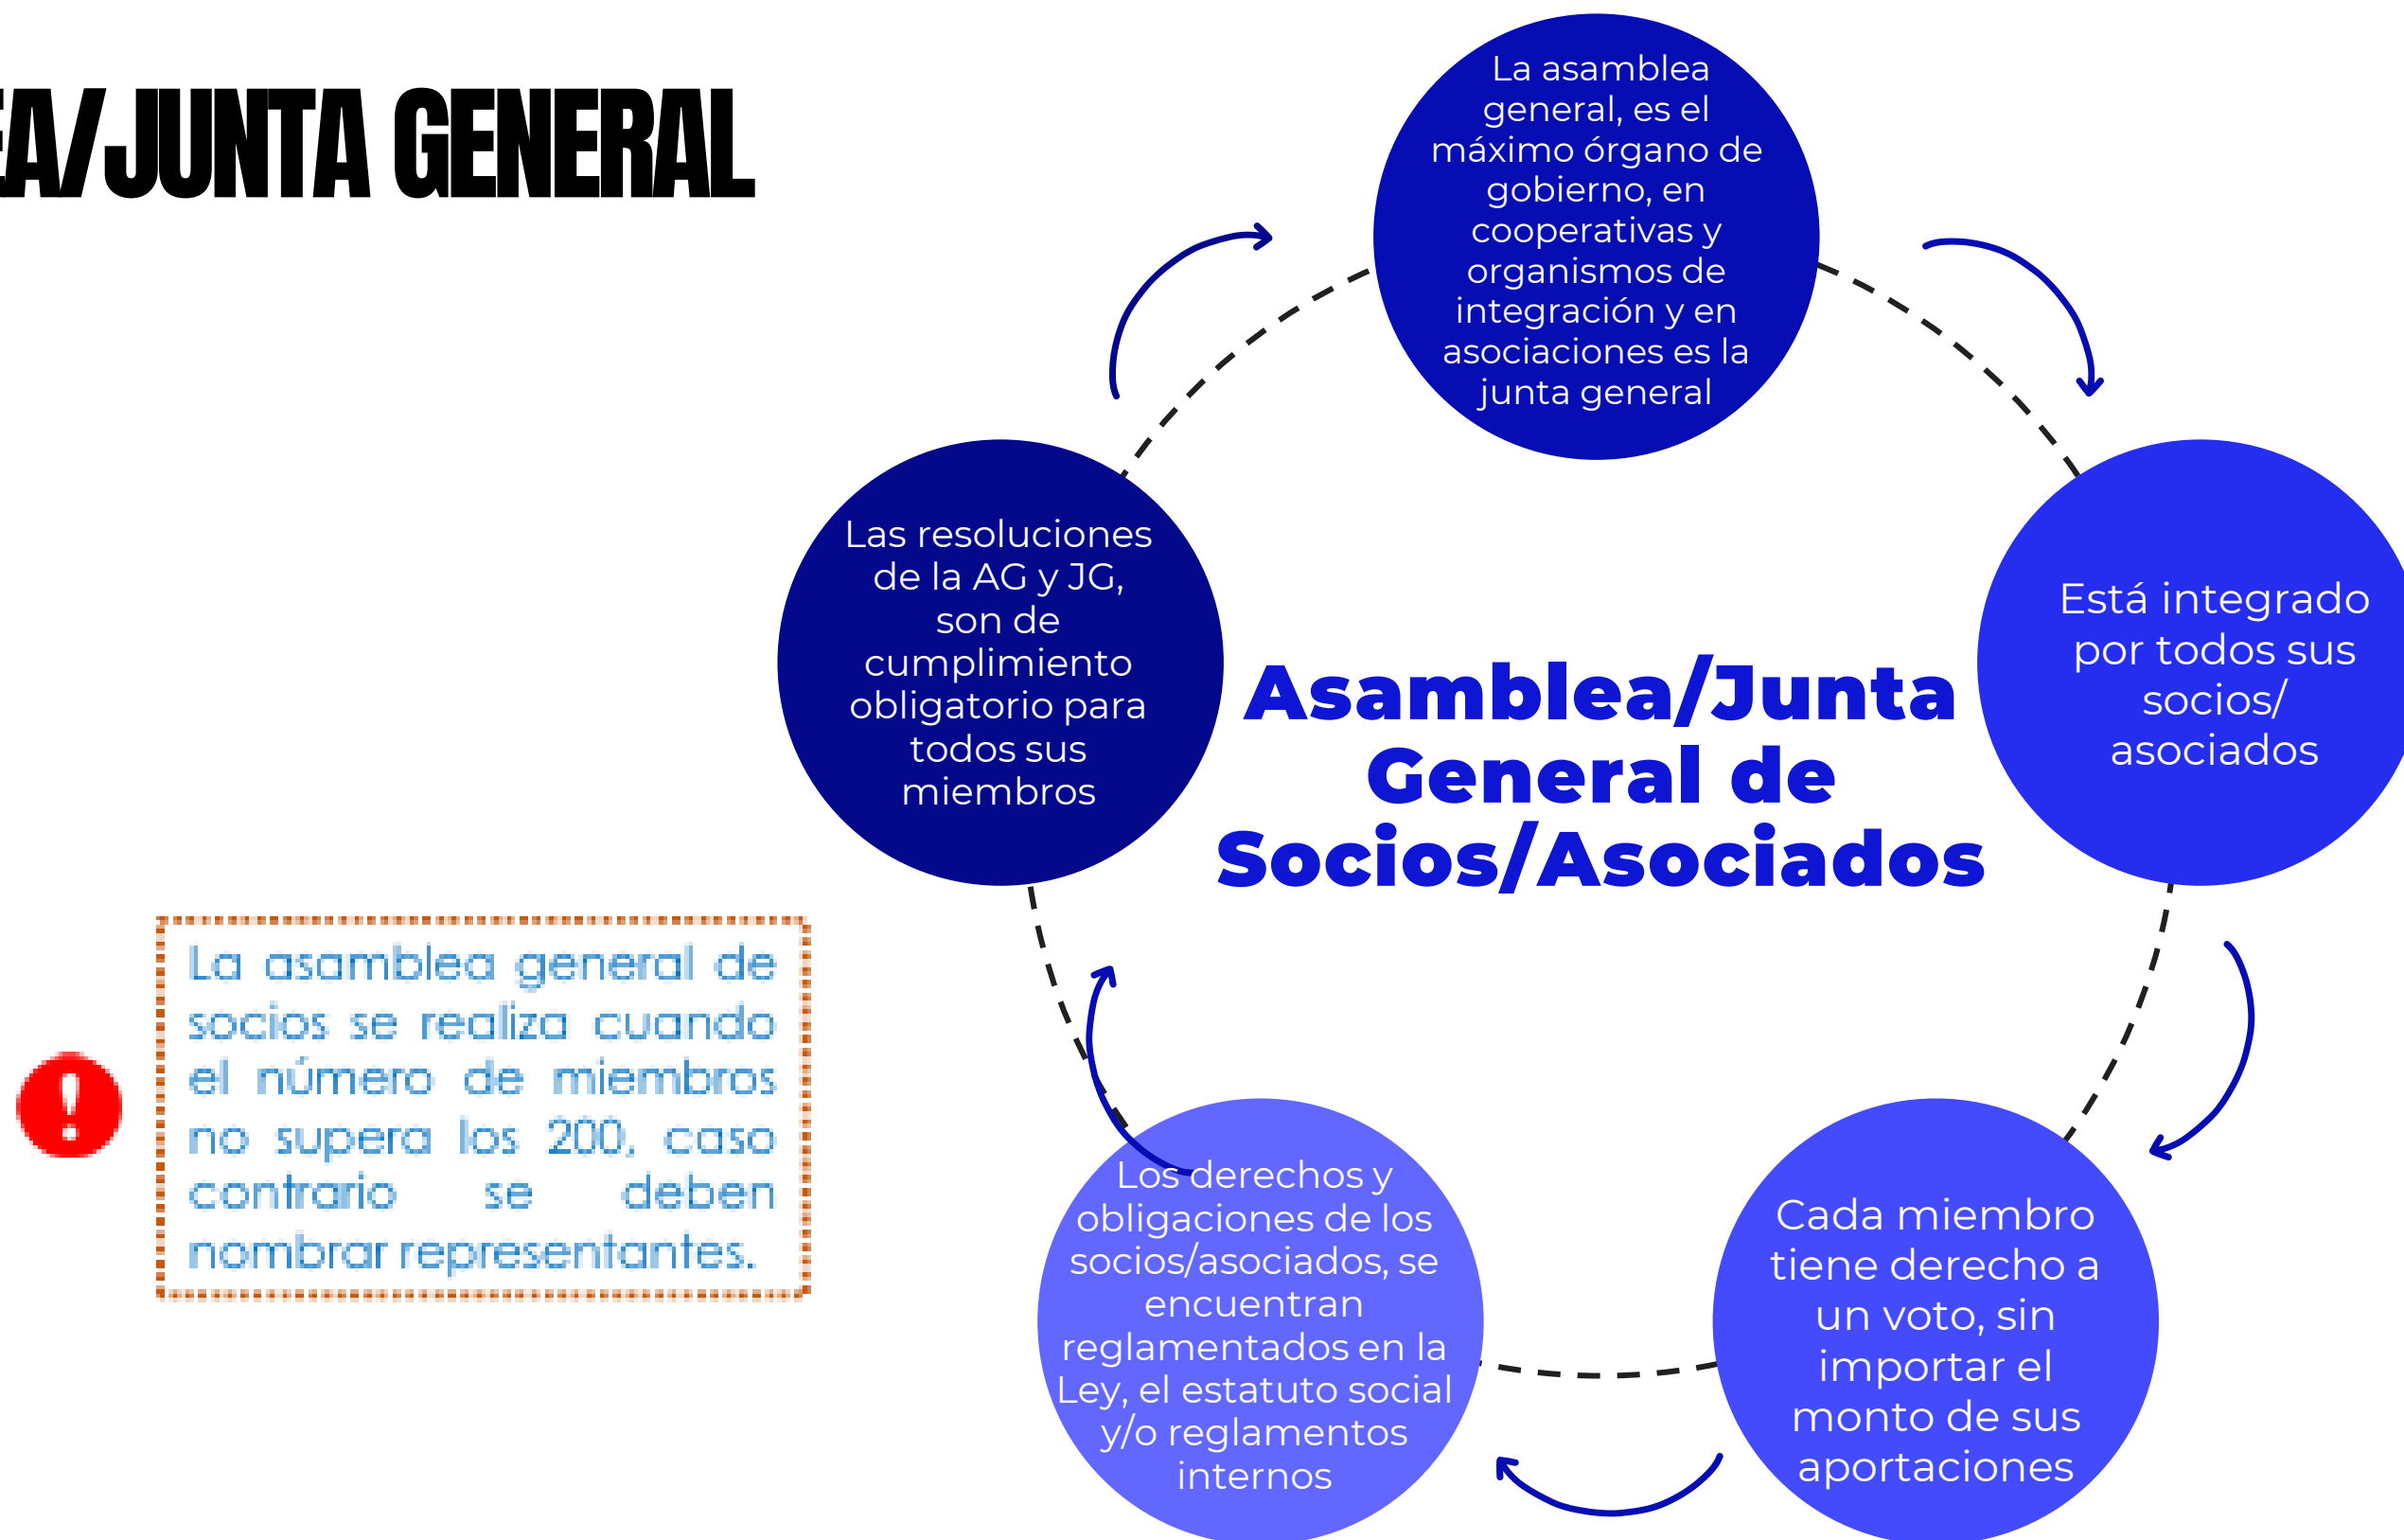 EA/JUNTA GENERAL
La asamblea
general, es el
máximo órgano de
gobierno, en
cooperativas y
organismos de
integración y en
asociaciones es la
junta general
Está integrado
por todos sus
socios/
asociados
Cada miembro
tiene derecho a
un voto, sin
importar el
monto de sus
aportaciones
Los derechos y
obligaciones de los
socios/asociados, se
encuentran
reglamentados en la
Ley, el estatuto social
y/o reglamentos
internos
Las resoluciones
de la AG y JG,
son de
cumplimiento
obligatorio para
todos sus
miembros
Asamblea/Junta
General de
Socios/Asociados
La asamblea general de
socios se realiza cuando
el número de miembros
no supera los 200, caso
contrario se deben
nombrar representantes.